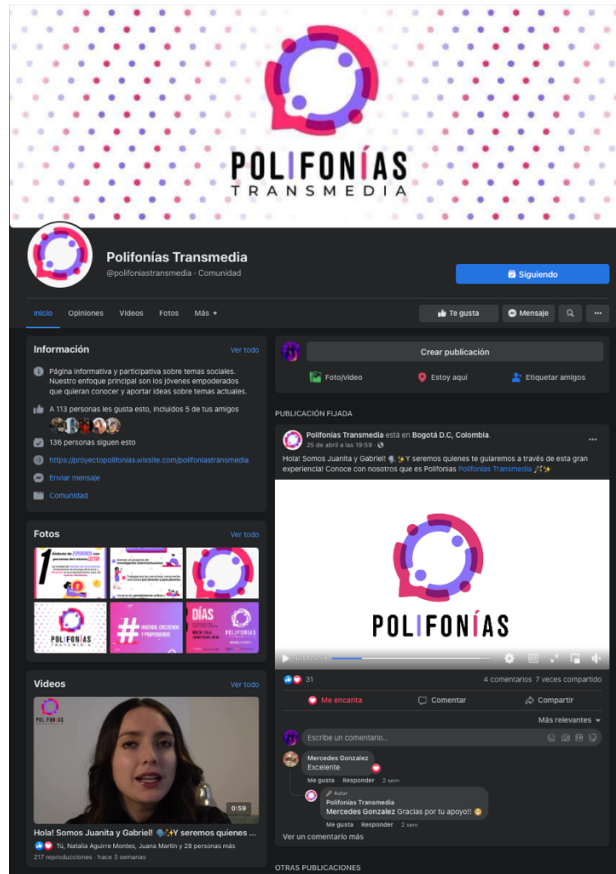 POLIFONÍAS
TRANSMEDIA
Polifonías Transmedia
@polifoniastransmedia · Comunidad
Siguiendo
Inicio
Opiniones
Videos
Fotos
Más
Te gusta
Mensaje
Información
Ver todo
Página informativa y participativa sobre temas sociales.
Nuestro enfoque principal son los jóvenes empoderados
que quieran conocer y aportar ideas sobre temas actuales.
A 113 personas les gusta esto, incluidos 5 de tus amigos
136 personas siguen esto
https://proyectopolifonias.wixsite.com/polifoniastransmedia
Enviar mensaje
Comunidad
Fotos
Ver todo
POLIFONÍAS
TRANSMEDIA
#
UNIMOS, CRECEMOS
Y PROPONEMOS
DÍAS
POLIFONÍAS
Videos
Ver todo
POLIFONÍAS
0:59
Hola! Somos Juanita y Gabriel! Y seremos quienes ...
Tú, Natalia Aguirre Montes, Juana Martín y 28 personas más
217 reproducciones · hace 3 semanas
Crear publicación
Foto/video
Estoy aquí
Etiquetar amigos
PUBLICACIÓN FIJADA
Polifonías Transmedia está en Bogotá D.C, Colombia.
25 de abril a las 19:59
Hola! Somos Juanita y Gabriel! Y seremos quienes te guiaremos a través de esta gran
experiencia! Conoce con nosotros que es Polifonías Polifonías Transmedia
POLIFONÍAS
31
4 comentarios 7 veces compartido
Me encanta
Comentar
Compartir
Más relevantes
Escribe un comentario...
Mercedes Gonzalez
Excelente
Me gusta Responder 2 sem
Autor
Polifonías Transmedia
Mercedes Gonzalez Gracias por tu apoyo!!
Me gusta Responder 2 sem
Ver un comentario más
OTRAS PUBLICACIONES